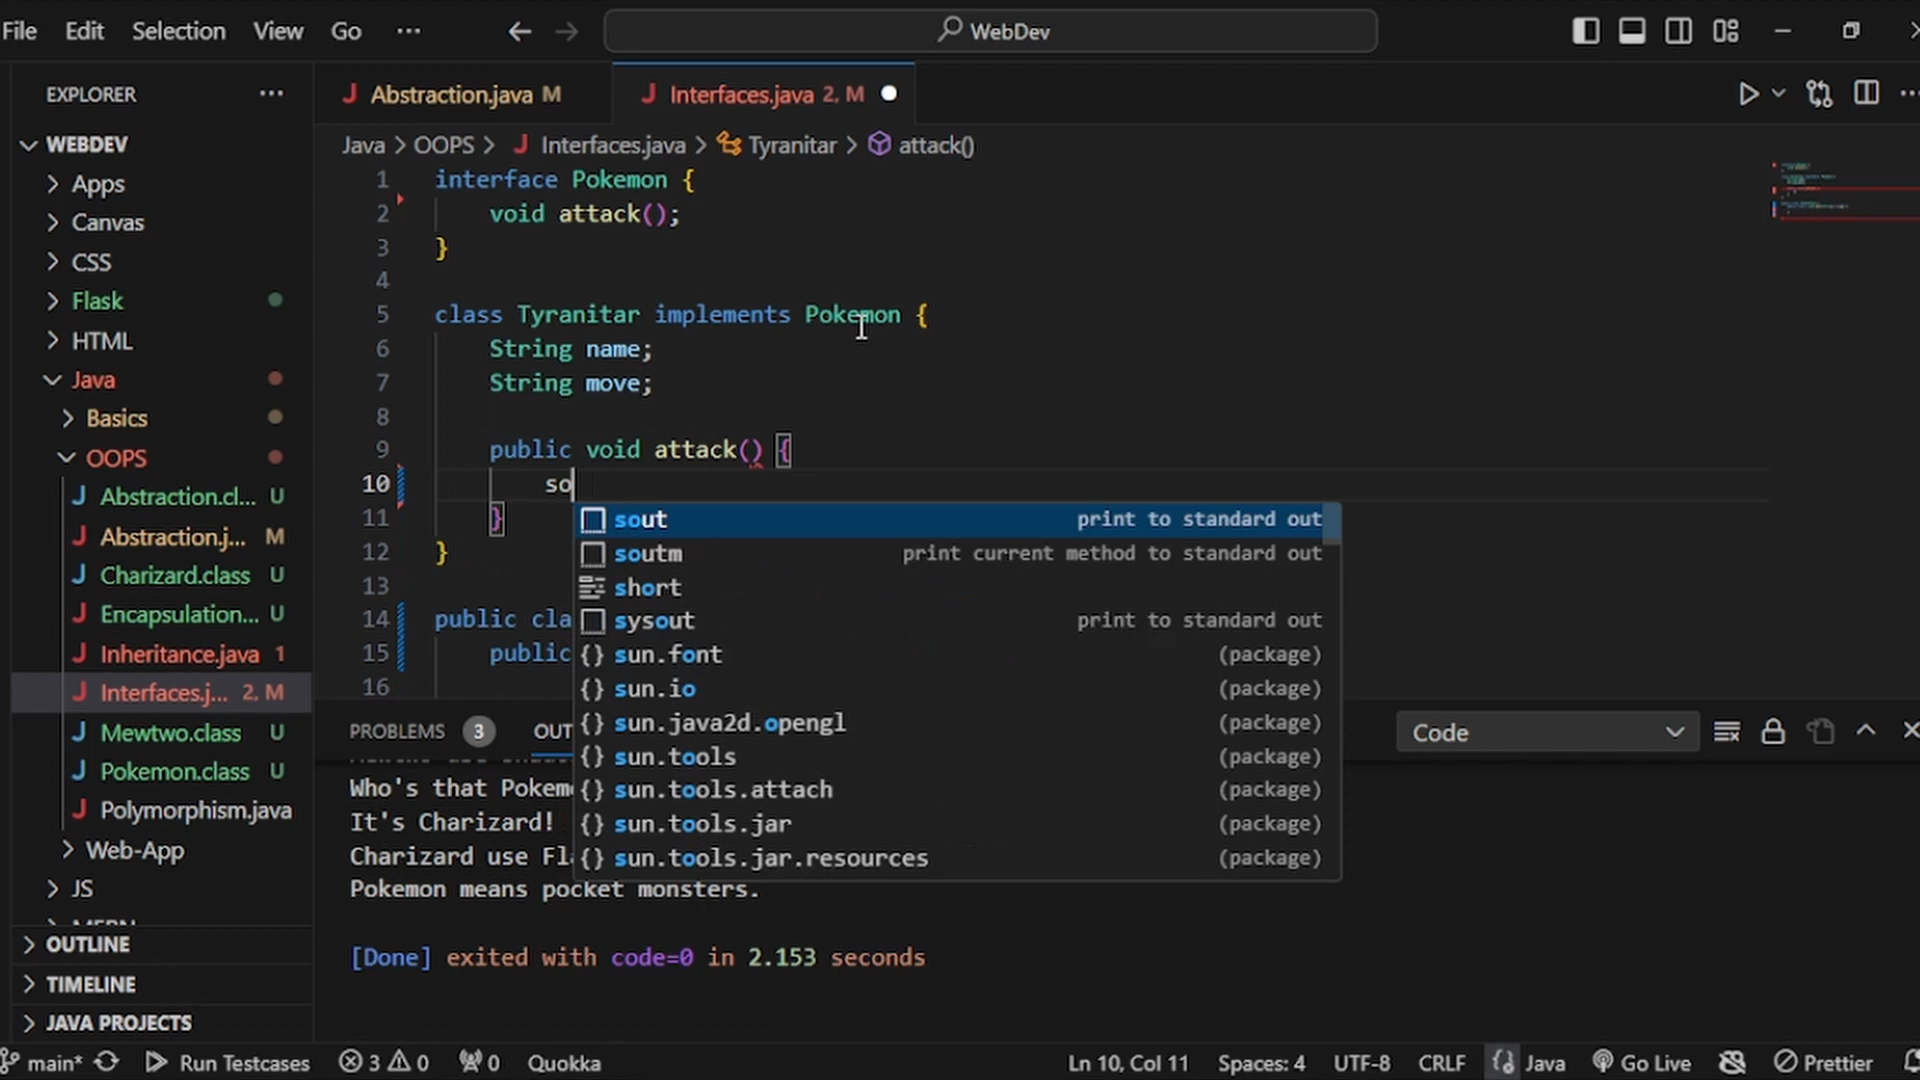 File Edit Selection View Go ··· WebDev
EXPLORER ···
WEBDEV
Apps
Canvas
CSS
Flask
HTML
Java
Basics
OOPS
Abstraction.cl... U
Abstraction.j... M
Charizard.class U
Encapsulation... U
Inheritance.java 1
Interfaces.j... 2, M
Mewtwo.class U
Pokemon.class U
Polymorphism.java
Web-App
JS
OUTLINE
TIMELINE
JAVA PROJECTS
Abstraction.java M Interfaces.java 2, M
Java > OOPS > Interfaces.java > Tyranitar > attack()
1 interface Pokemon {
2 void attack();
3 }
4
5 class Tyranitar implements Pokemon {
6 String name;
7 String move;
8
9 public void attack() {
10 so
11 }
12 }
13
14 public cla
15 public
16
sout print to standard out
soutm print current method to standard out
short
sysout print to standard out
sun.font (package)
sun.io (package)
sun.java2d.opengl (package)
sun.tools (package)
sun.tools.attach (package)
sun.tools.jar (package)
sun.tools.jar.resources (package)
PROBLEMS 3 OUT Code
Who's that Pokem
It's Charizard!
Charizard use Fl
Pokemon means pocket monsters.
[Done] exited with code=0 in 2.153 seconds
main* Run Testcases 3 0 0 Quokka Ln 10, Col 11 Spaces: 4 UTF-8 CRLF Java Go Live Prettier